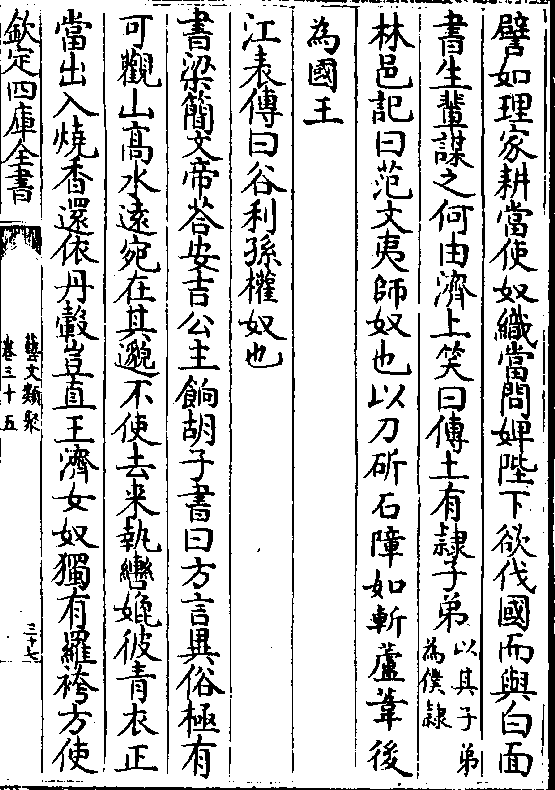 譬如理家耕當使奴織當問婢陛下欲伐國而與白面
書生輩謀之何由濟上笑曰傳土有隷子弟以其子弟為僕隷
林邑記曰范文夷師奴也以刀斫石障如斬蘆葦後
為國王
江表傳曰谷利孫權奴也
書梁簡文帝荅安吉公主餉胡子書曰方言異俗極有
可觀山髙水逺宛在其邈不使去来執轡媿彼青衣正
當出入燒香還依丹轂豈直王濟女奴獨有羅袴方使
欽定四庫全書
藝文類聚
卷三十五
三十七